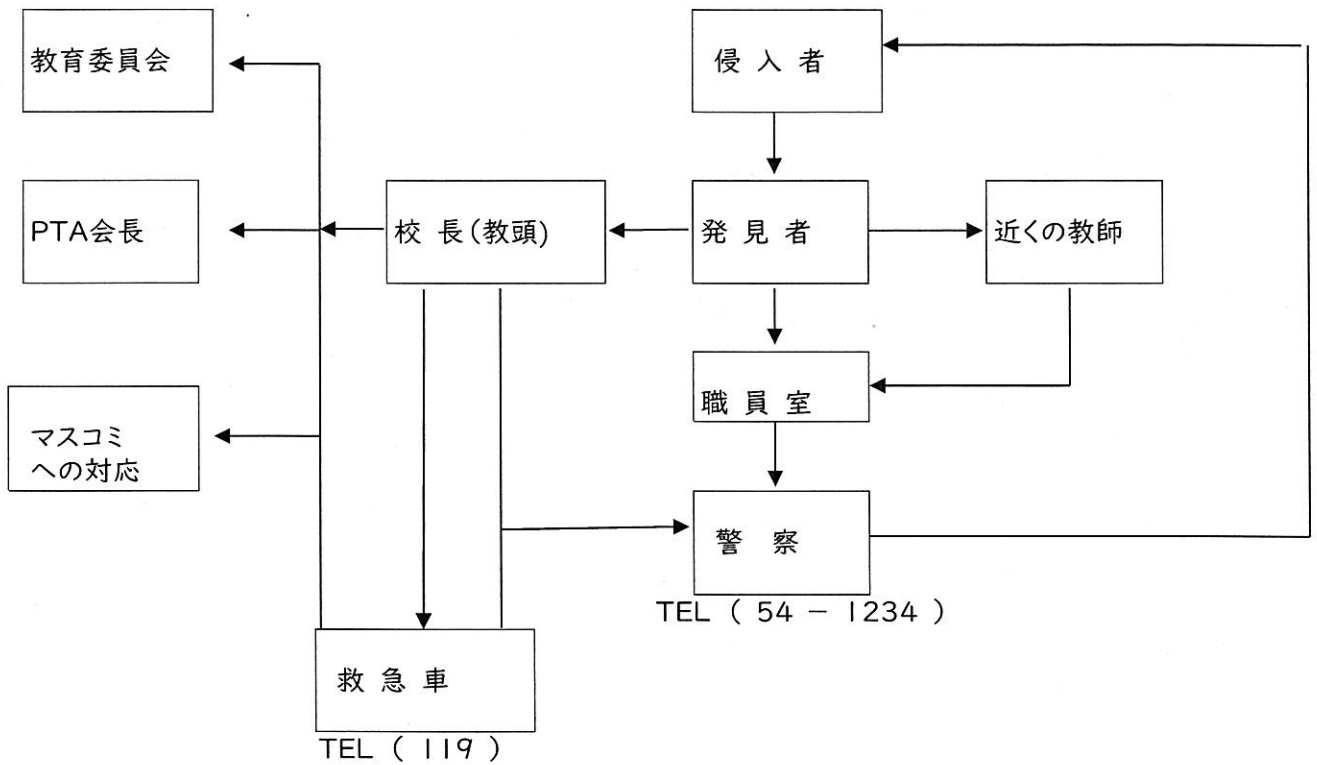 教育委員会
侵 入 者
PTA会長
校 長(教頭)
発 見 者
近くの教師
職 員 室
マスコミ
への対応
警 察
TEL ( 54 - 1234 )
救 急 車
TEL ( 119 )